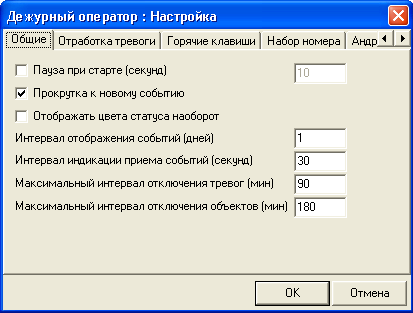 Дежурный оператор : Настройка
Общие Отработка тревоги Горячие клавиши Набор номера Андр
Пауза при старте (секунд) 10
Прокрутка к новому событию
Отображать цвета статуса наоборот
Интервал отображения событий (дней) 1
Интервал индикации приема событий (секунд) 30
Максимальный интервал отключения тревог (мин) 90
Максимальный интервал отключения объектов (мин) 180
OK Отмена